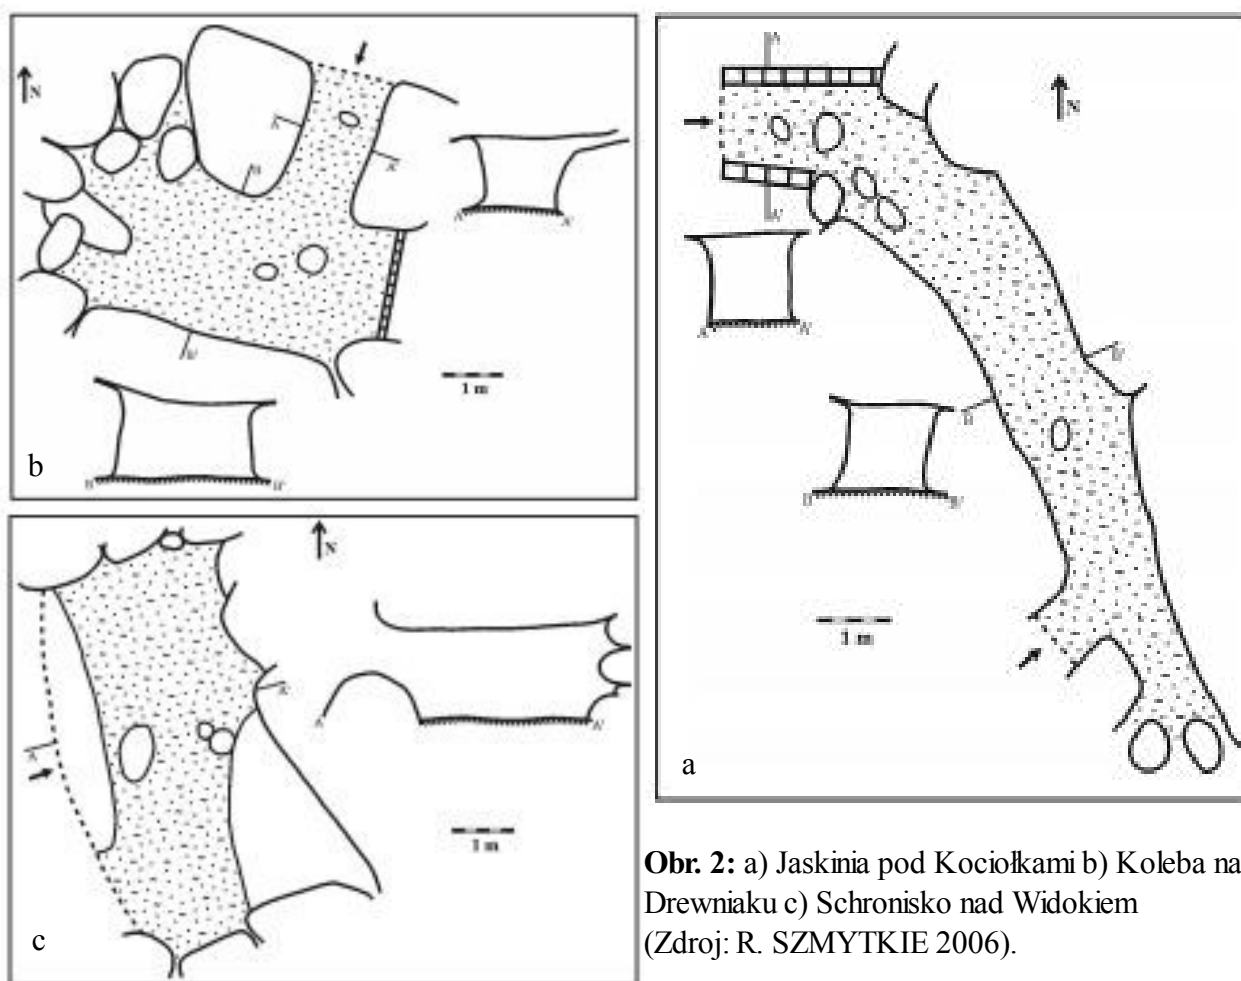 N
A
A'
B
B'
A
A'
B
B'
1 m
b
N
A
A'
A
A'
1 m
c
N
A
A'
A
A'
B
B'
B
B'
1 m
a
Obr. 2: a) Jaskinia pod Kociołkami b) Koleba na
Drewniaku c) Schronisko nad Widokiem
(Zdroj: R. SZMYTKIE 2006).